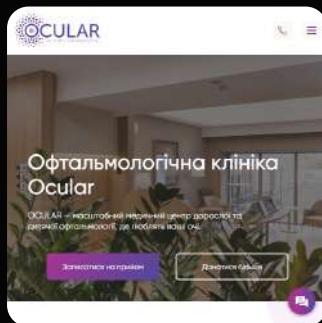 OCULAR
Офтальмологічна клініка
Ocular
OCULAR – масштабний медичний центр дорослої та
дитячої офтальмології, де люблять ваші очі.
Записатися на прийом
Дізнатися більше